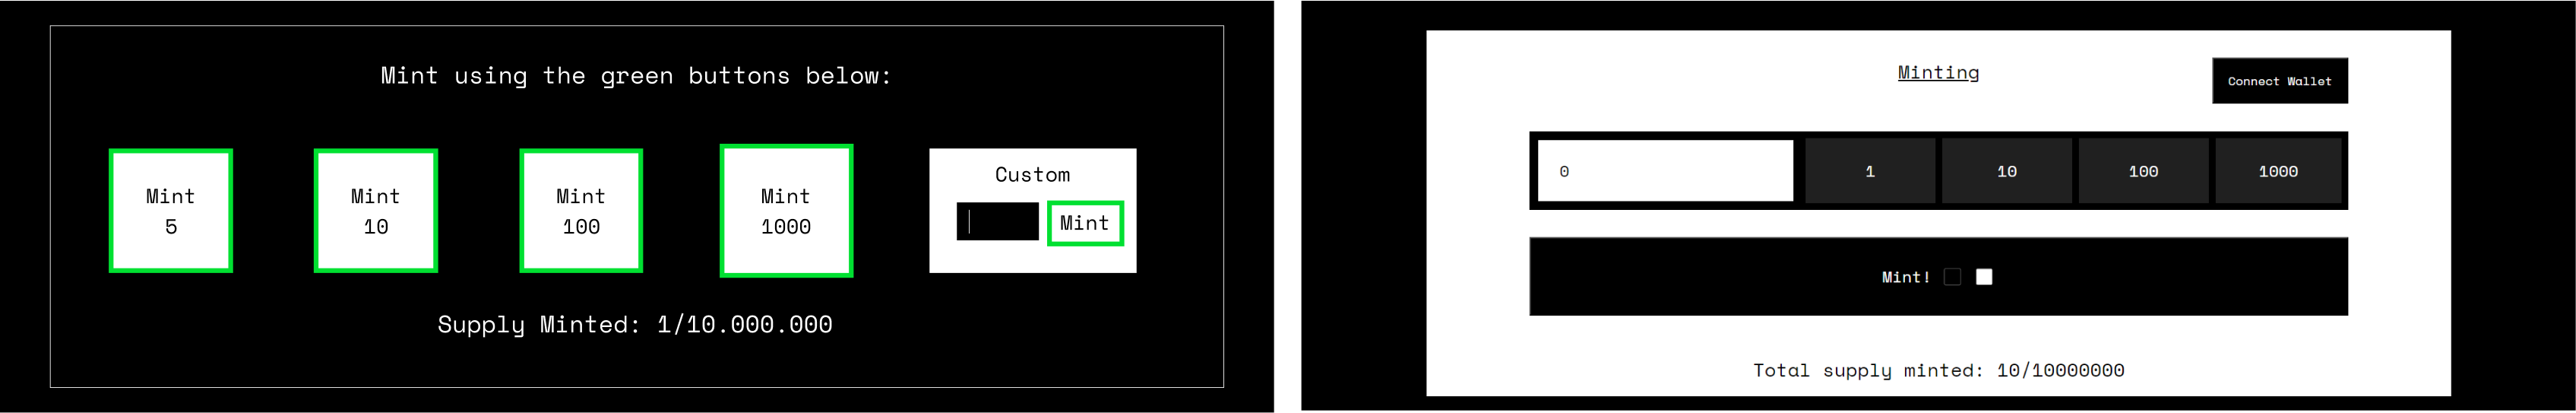 Mint using the green buttons below:
Mint
5
Mint
10
Mint
100
Mint
1000
Custom
Mint
Supply Minted: 1/10.000.000
Minting
Connect Wallet
0
1
10
100
1000
Mint!
Total supply minted: 10/10000000